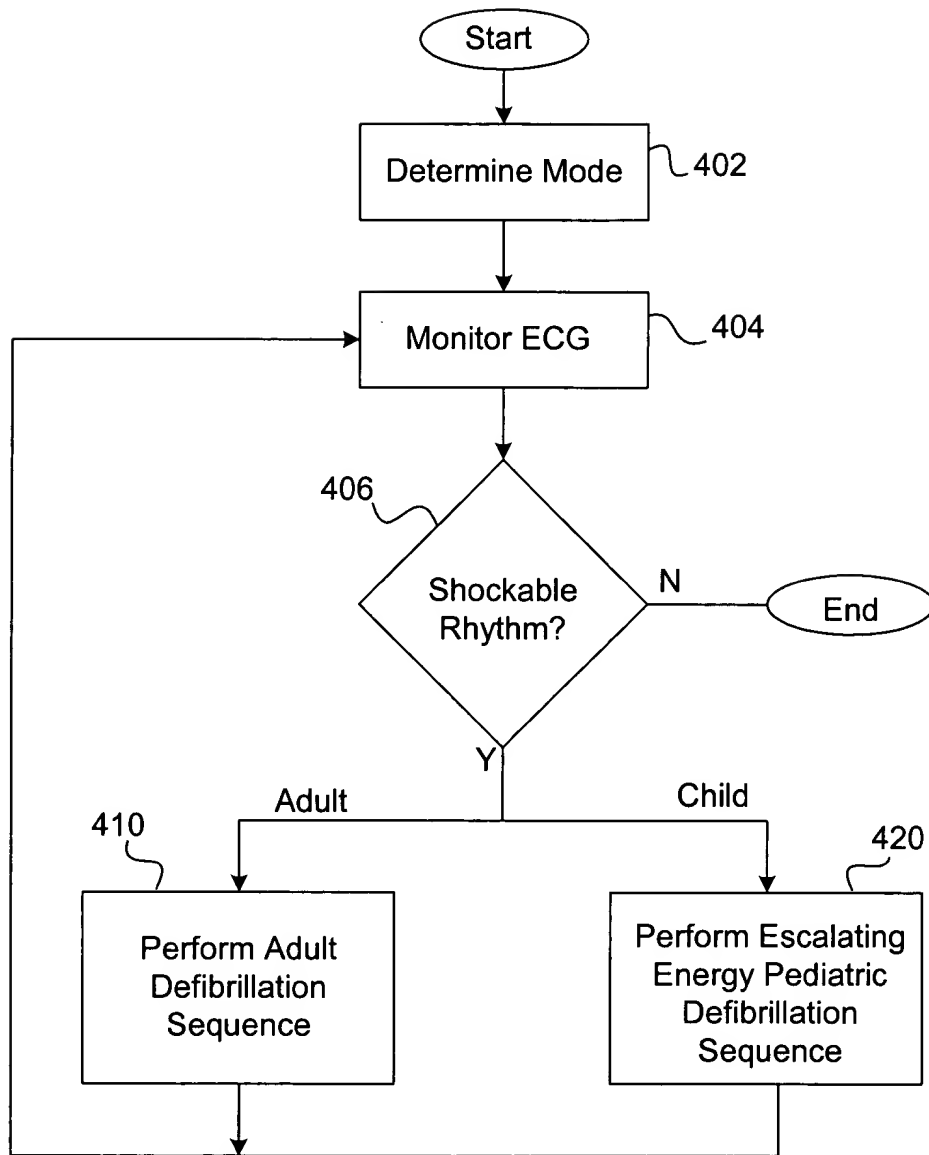 Start
Determine Mode
402
Monitor ECG
404
406
Shockable
Rhythm?
N
End
Y
Adult
Child
410
420
Perform Adult
Defibrillation
Sequence
Perform Escalating
Energy Pediatric
Defibrillation
Sequence